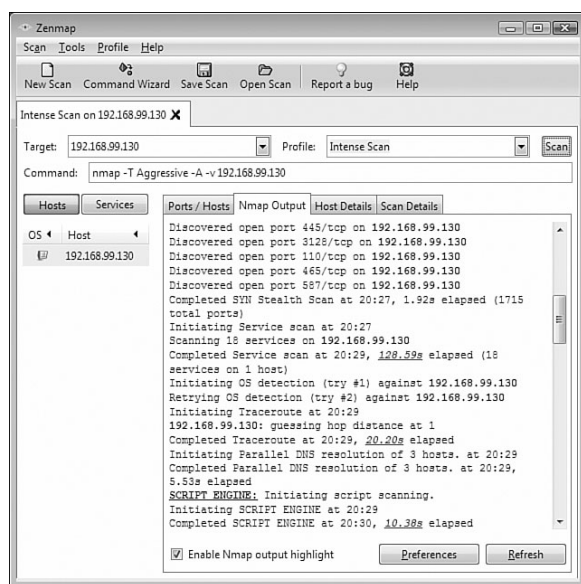 Zenmap
Scan Tools Profile Help
New Scan Command Wizard Save Scan Open Scan Report a bug Help
Intense Scan on 192.168.99.130 X
Target: 192.168.99.130 Profile: Intense Scan Scan
Command: nmap -T Aggressive -A -v 192.168.99.130
Hosts Services
Ports / Hosts Nmap Output Host Details Scan Details
OS Host
192.168.99.130
Discovered open port 445/tcp on 192.168.99.130
Discovered open port 3128/tcp on 192.168.99.130
Discovered open port 110/tcp on 192.168.99.130
Discovered open port 465/tcp on 192.168.99.130
Discovered open port 587/tcp on 192.168.99.130
Completed SYN Stealth Scan at 20:27, 1.92s elapsed (1715
total ports)
Initiating Service scan at 20:27
Scanning 18 services on 192.168.99.130
Completed Service scan at 20:29, 128.59s elapsed (18
services on 1 host)
Initiating OS detection (try #1) against 192.168.99.130
Retrying OS detection (try #2) against 192.168.99.130
Initiating Traceroute at 20:29
192.168.99.130: guessing hop distance at 1
Completed Traceroute at 20:29, 20.20s elapsed
Initiating Parallel DNS resolution of 3 hosts. at 20:29
Completed Parallel DNS resolution of 3 hosts. at 20:29,
5.53s elapsed
SCRIPT ENGINE: Initiating script scanning.
Initiating SCRIPT ENGINE at 20:29
Completed SCRIPT ENGINE at 20:30, 10.38s elapsed
Enable Nmap output highlight Preferences Refresh